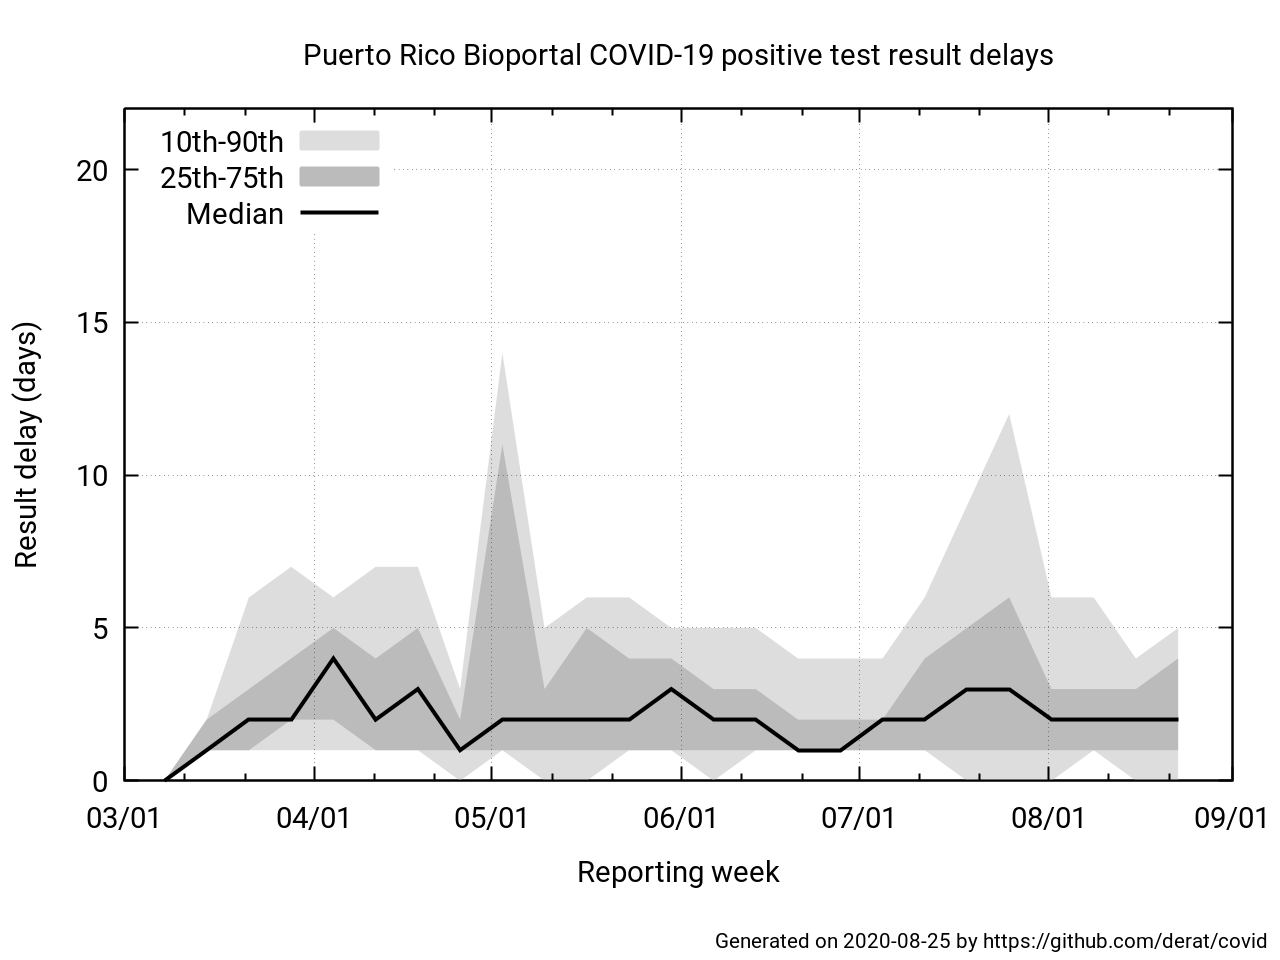 Puerto Rico Bioportal COVID-19 positive test result delays
10th-90th
25th-75th
Median
Result delay (days)
20
15
10
5
0
03/01 04/01 05/01 06/01 07/01 08/01 09/01
Reporting week
Generated on 2020-08-25 by https://github.com/derat/covid